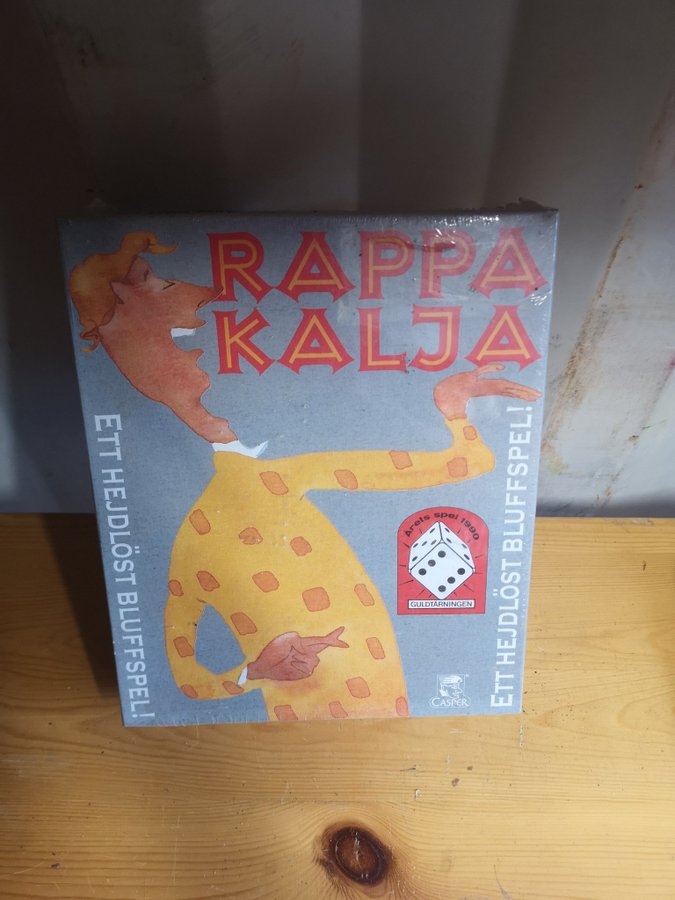 RAPPA
KALJA
ETT HEJDLÖST BLUFFSPEL!
ETT HEJDLÖST BLUFFSPEL!
Årets spel 1990
GULDTÄRNINGEN
CASPER